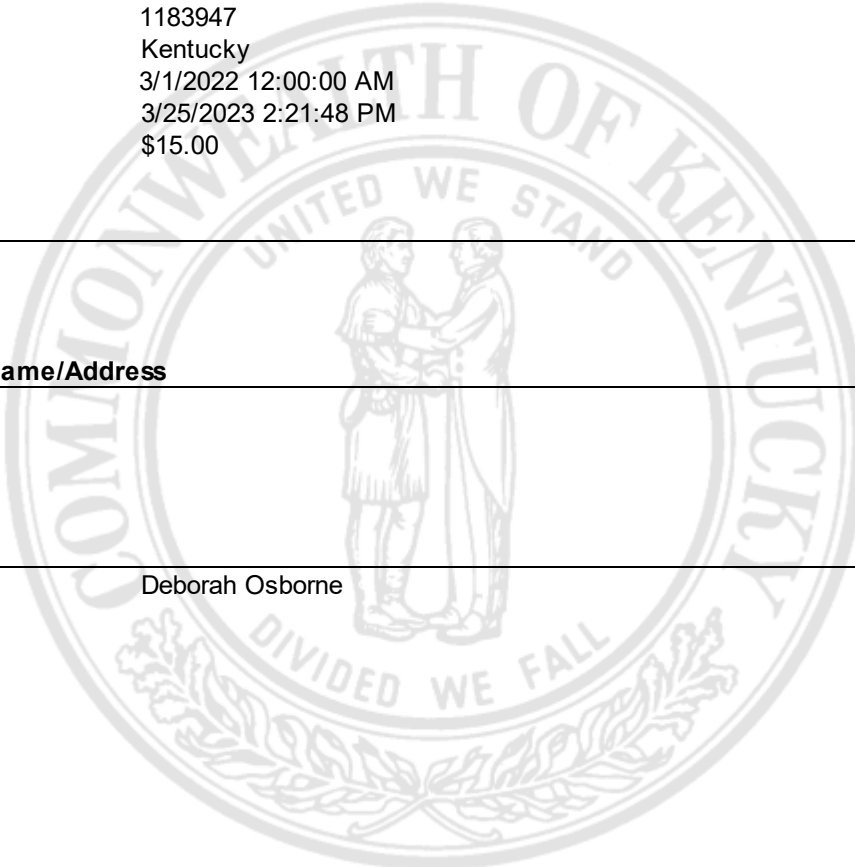 1183947
Kentucky
3/1/2022 12:00:00 AM
3/25/2023 2:21:48 PM
$15.00
COMMONWEALTH OF KENTUCKY
UNITED WE STAND
ame/Address
Deborah Osborne
DIVIDED WE FALL